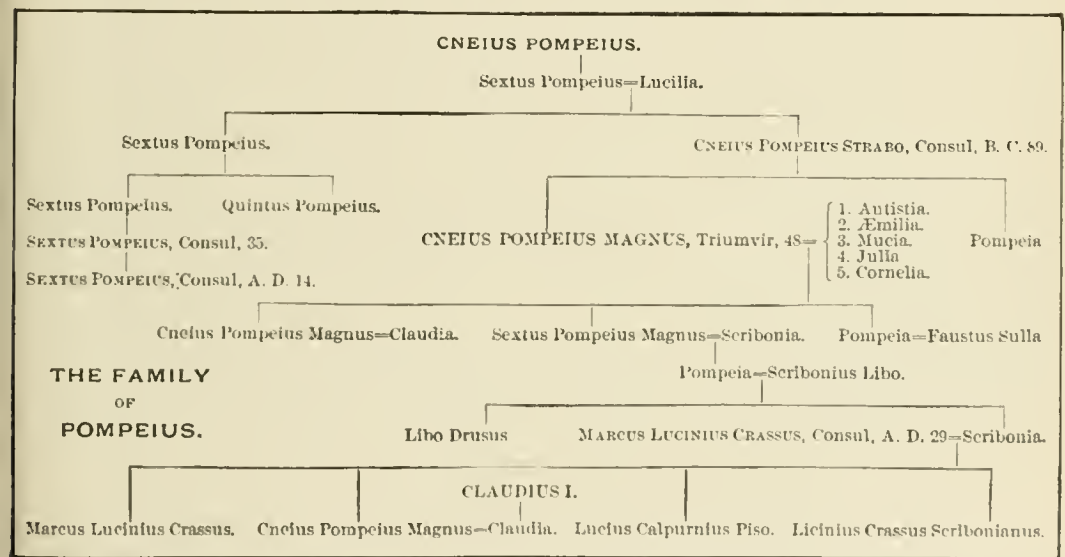 CNEIUS POMPEIUS.
Sextus Pompeius=Lucilia.
Sextus Pompeius.
CNEIUS POMPEIUS STRABO, Consul, B. C. 89.
Sextus Pompeius.
Quintus Pompeius.
SEXTUS POMPEIUS, Consul, 35.
SEXTUS POMPEIUS, Consul, A. D. 14.
CNEIUS POMPEIUS MAGNUS, Triumvir, 48=
1. Autistia.
2. Æmilia.
3. Mucia.
4. Julia
5. Cornelia.
Pompeia
Cneius Pompeius Magnus=Claudia.
Sextus Pompeius Magnus=Scribonia.
Pompeia=Faustus Sulla
Pompeia=Scribonius Libo.
THE FAMILY
OF
POMPEIUS.
Libo Drusus
MARCUS LUCINIUS CRASSUS, Consul, A. D. 29=Scribonia.
CLAUDIUS I.
Marcus Lucinius Crassus.
Cneius Pompeius Magnus=Claudia.
Lucius Calpurnius Piso.
Licinius Crassus Scribonianus.